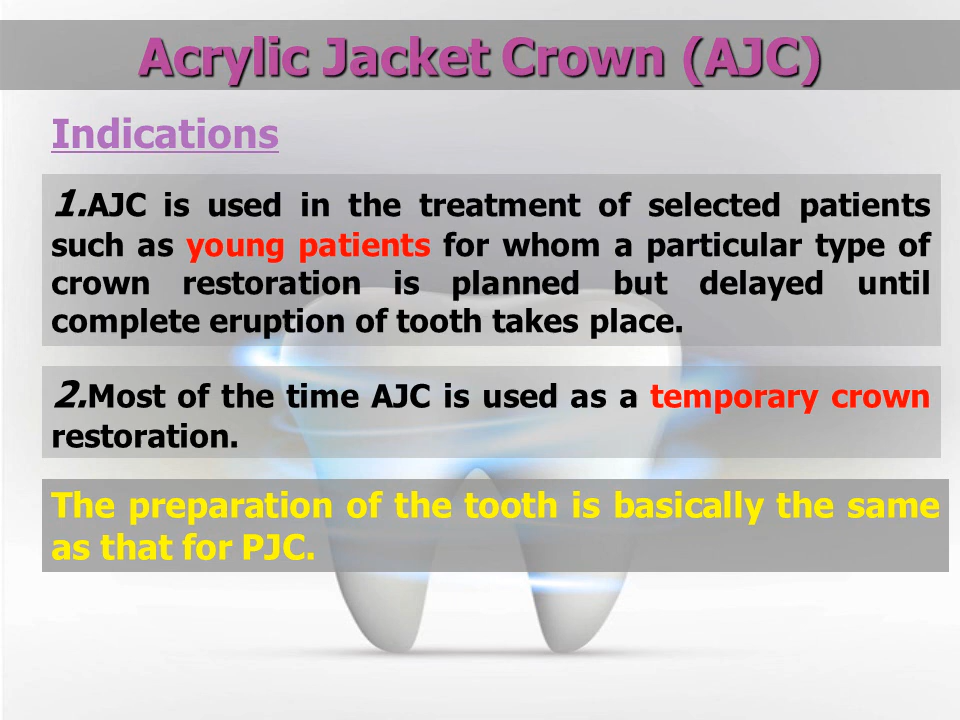 Acrylic Jacket Crown (AJC)
Indications
1.AJC is used in the treatment of selected patients
such as young patients for whom a particular type of
crown restoration is planned but delayed until
complete eruption of tooth takes place.
2.Most of the time AJC is used as a temporary crown
restoration.
The preparation of the tooth is basically the same
as that for PJC.